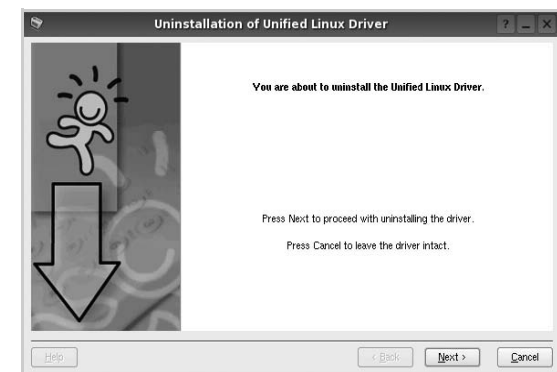 Uninstallation of Unified Linux Driver
You are about to uninstall the Unified Linux Driver.
Press Next to proceed with uninstalling the driver.
Press Cancel to leave the driver intact.
Help
< Back
Next >
Cancel